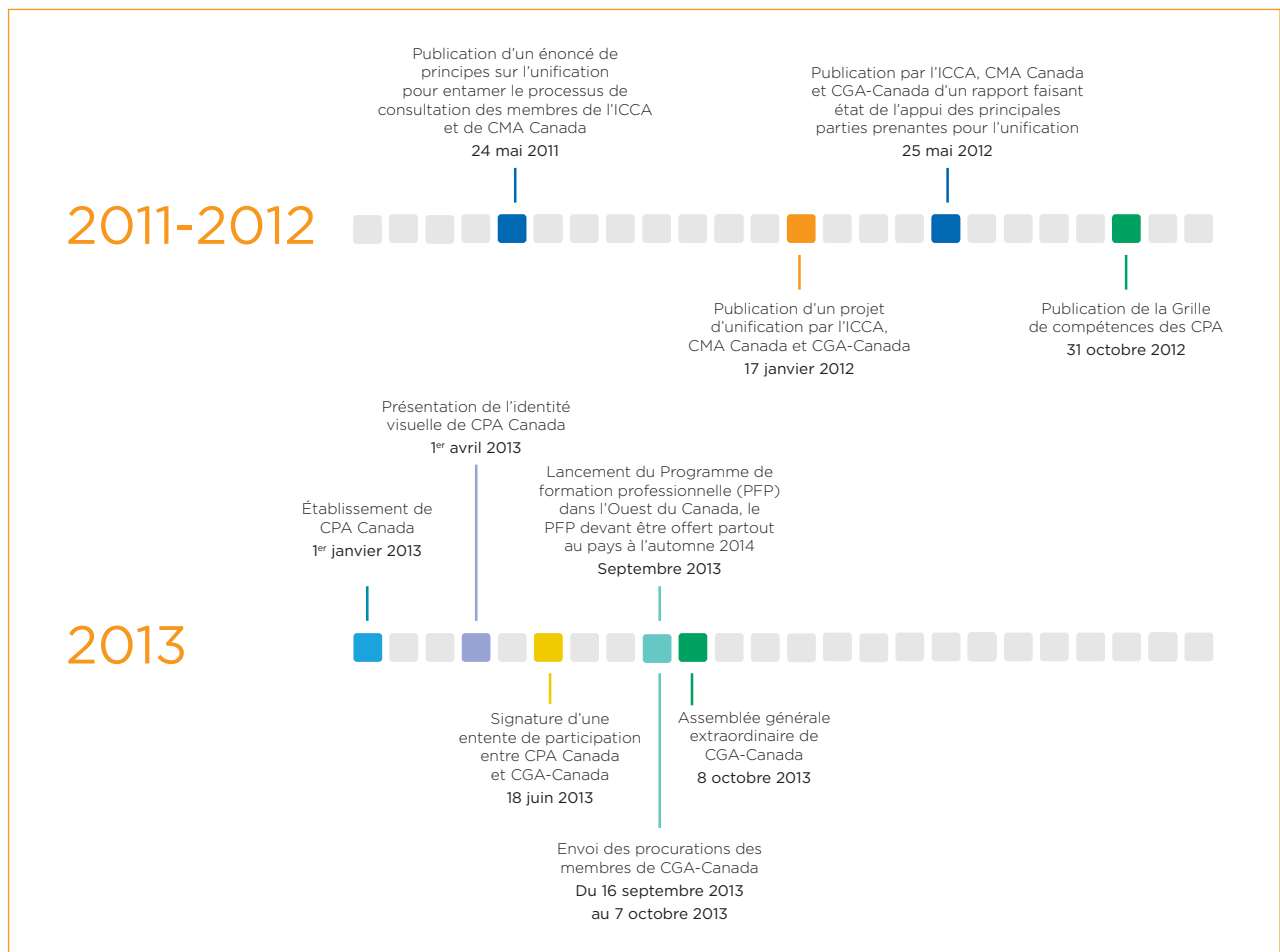 Publication d'un énoncé de
principes sur l'unification
pour entamer le processus de
consultation des membres de l'ICCA
et de CMA Canada
24 mai 2011
Publication par l'ICCA, CMA Canada
et CGA-Canada d'un rapport faisant
état de l'appui des principales
parties prenantes pour l'unification
25 mai 2012
2011-2012
Publication d'un projet
d'unification par l'ICCA,
CMA Canada et CGA-Canada
17 janvier 2012
Publication de la Grille
de compétences des CPA
31 octobre 2012
Présentation de l'identité
visuelle de CPA Canada
1er avril 2013
Établissement de
CPA Canada
1er janvier 2013
Lancement du Programme de
formation professionnelle (PFP)
dans l'Ouest du Canada, le
PFP devant être offert partout
au pays à l'automne 2014
Septembre 2013
2013
Signature d'une
entente de participation
entre CPA Canada
et CGA-Canada
18 juin 2013
Assemblée générale
extraordinaire de
CGA-Canada
8 octobre 2013
Envoi des procurations des
membres de CGA-Canada
Du 16 septembre 2013
au 7 octobre 2013